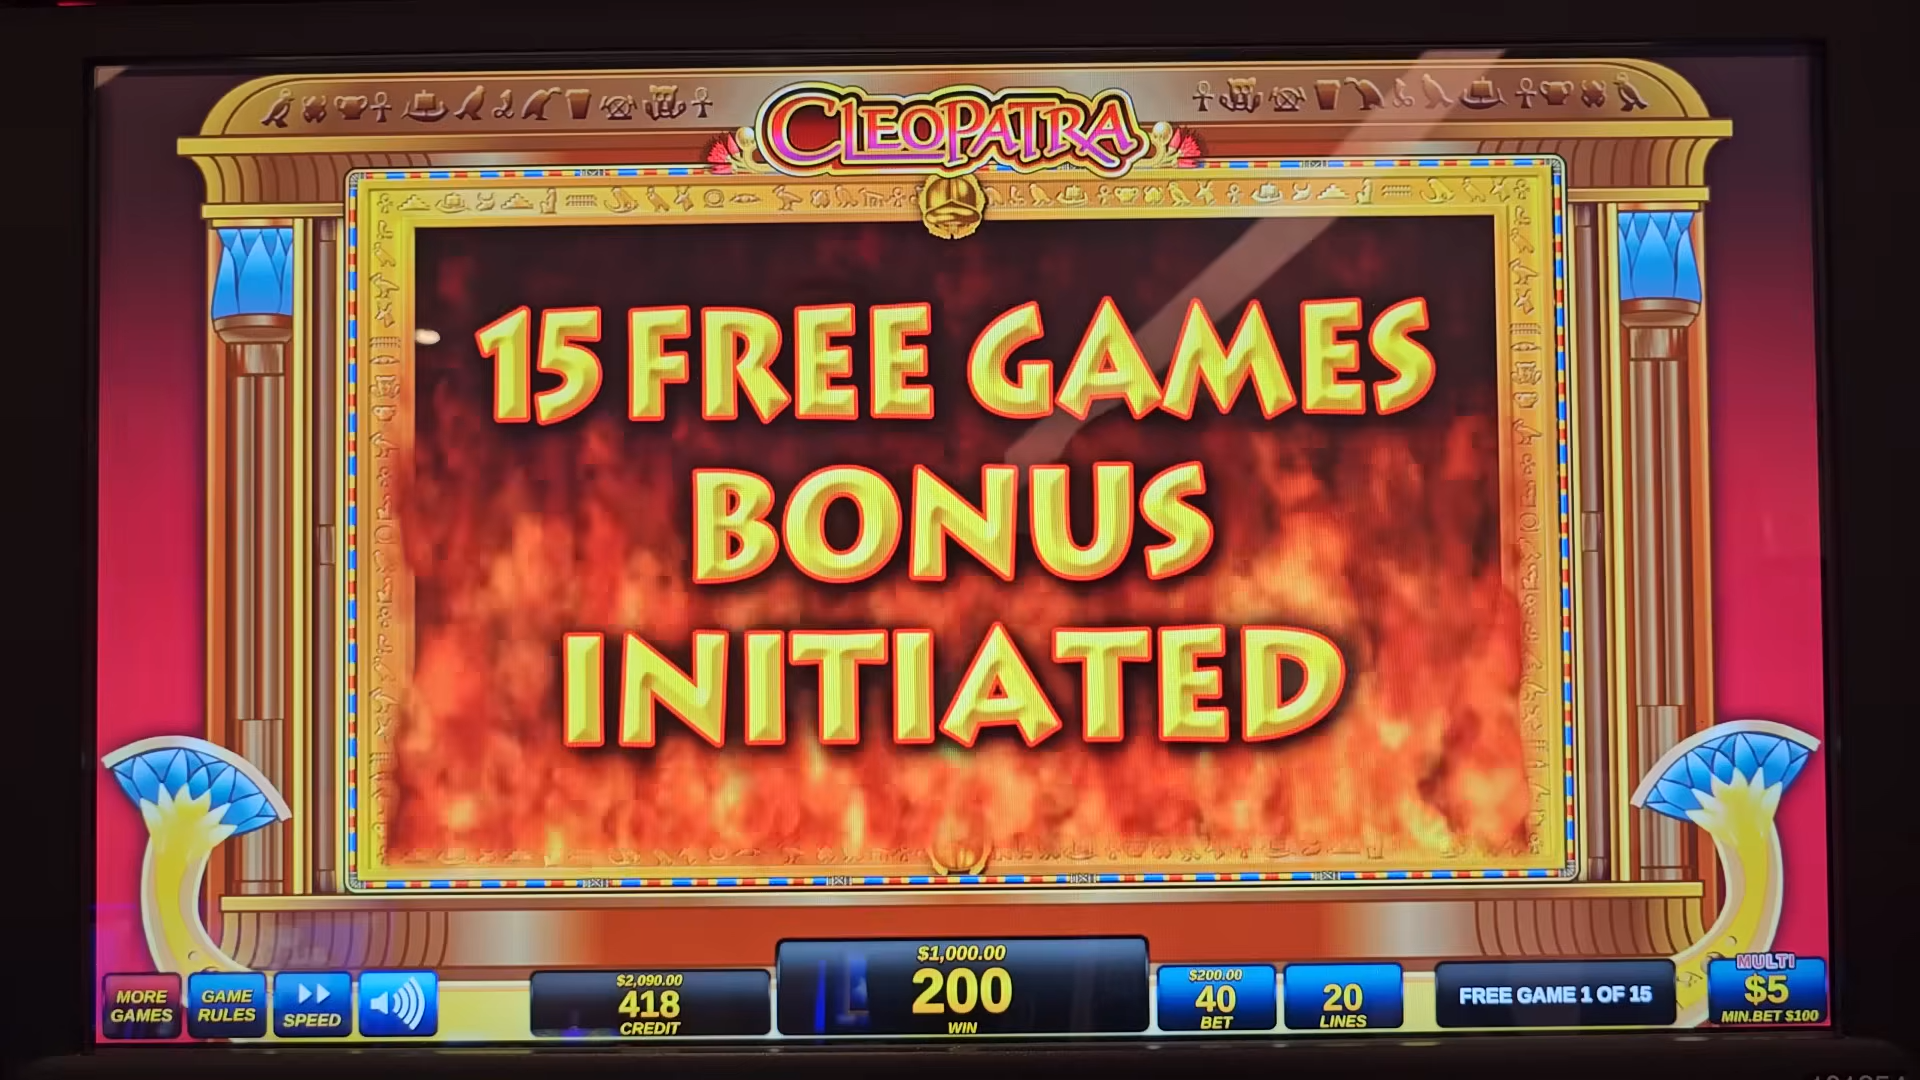 CLEOPATRA
15 FREE GAMES
BONUS
INITIATED
MORE
GAMES
GAME
RULES
SPEED
$2,090.00
418
CREDIT
$1,000.00
200
WIN
$200.00
40
BET
20
LINES
FREE GAME 1 OF 15
MULTI
$5
MIN.BET $100